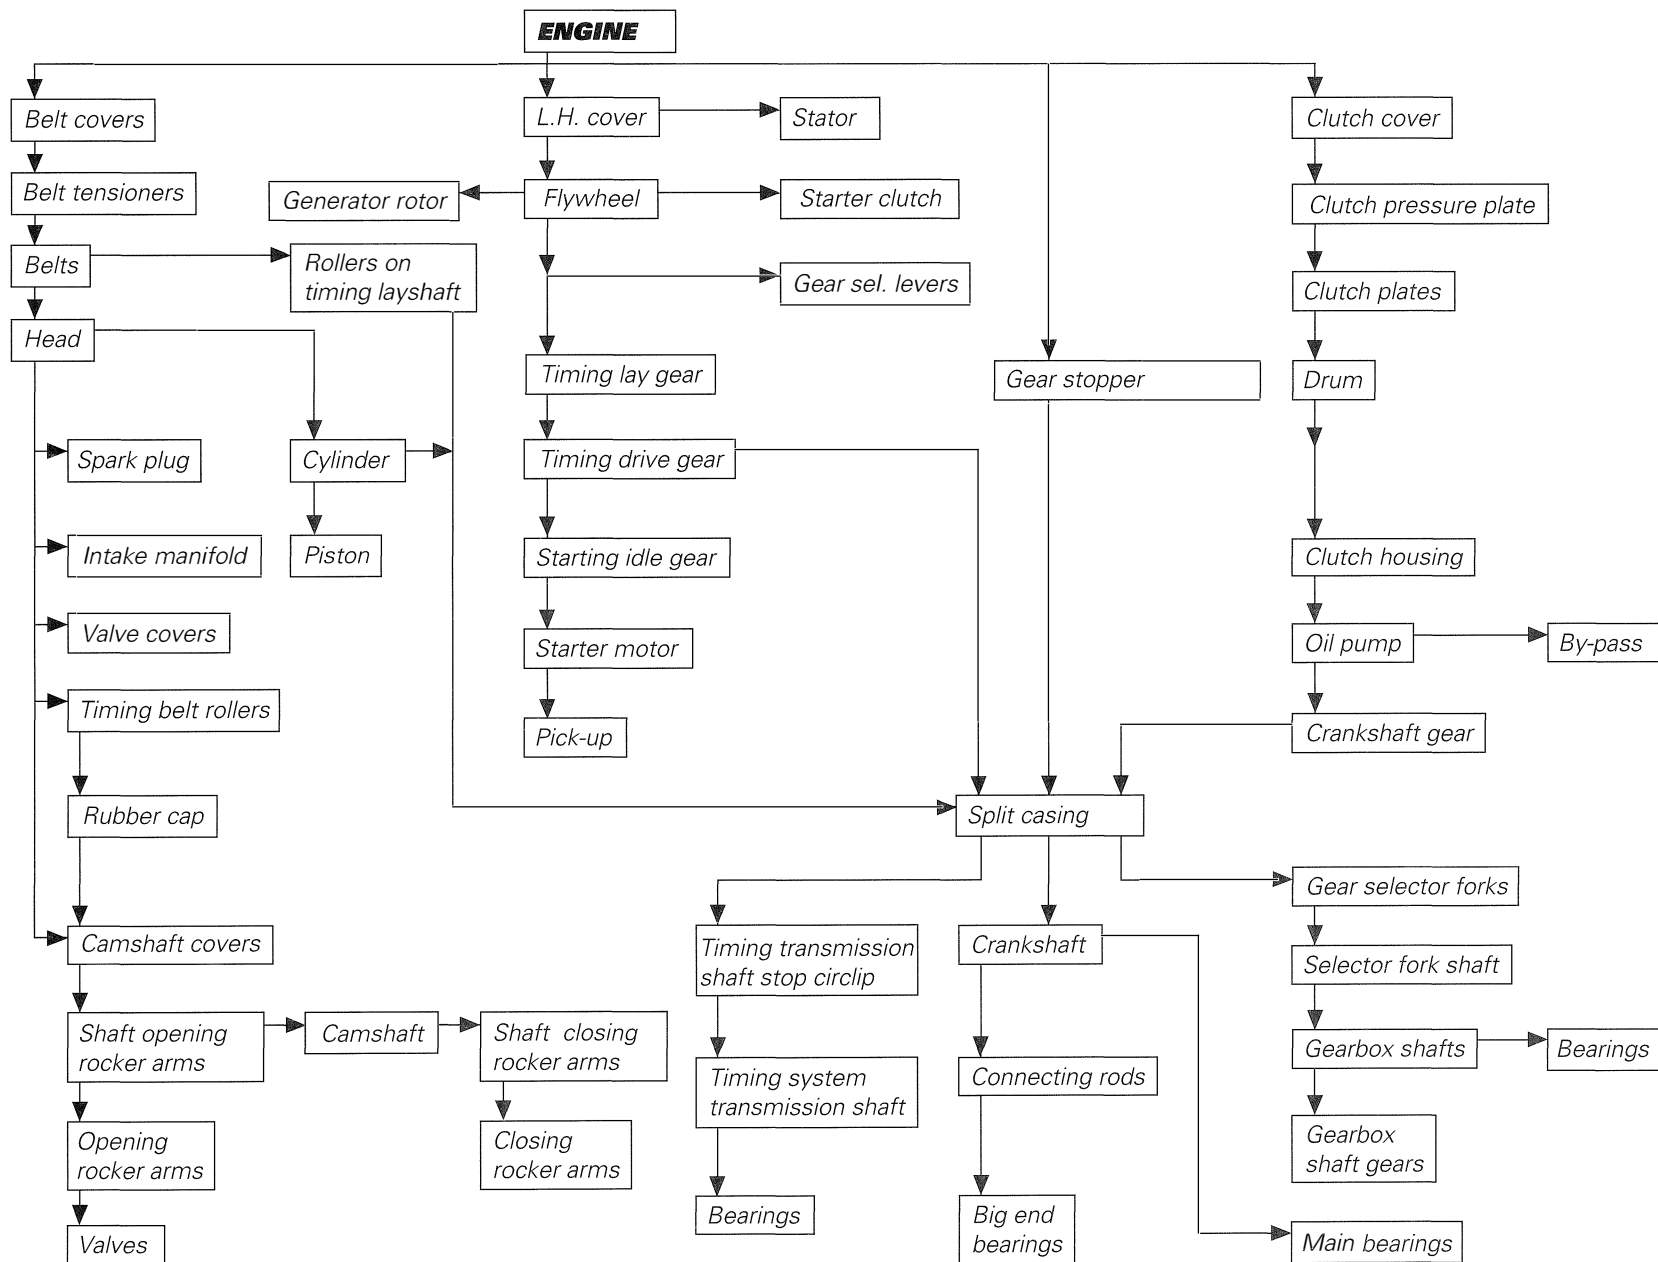 ENGINE
Belt covers
L.H. cover
Stator
Clutch cover
Belt tensioners
Generator rotor
Flywheel
Starter clutch
Clutch pressure plate
Belts
Rollers on
timing layshaft
Gear sel. levers
Clutch plates
Head
Timing lay gear
Gear stopper
Drum
Spark plug
Cylinder
Timing drive gear
Intake manifold
Piston
Starting idle gear
Clutch housing
Valve covers
Starter motor
Oil pump
By-pass
Timing belt rollers
Pick-up
Crankshaft gear
Rubber cap
Split casing
Gear selector forks
Camshaft covers
Timing transmission
shaft stop circlip
Crankshaft
Selector fork shaft
Shaft opening
rocker arms
Camshaft
Shaft closing
rocker arms
Timing system
transmission shaft
Connecting rods
Gearbox shafts
Bearings
Opening
rocker arms
Closing
rocker arms
Gearbox
shaft gears
Valves
Bearings
Big end
bearings
Main bearings